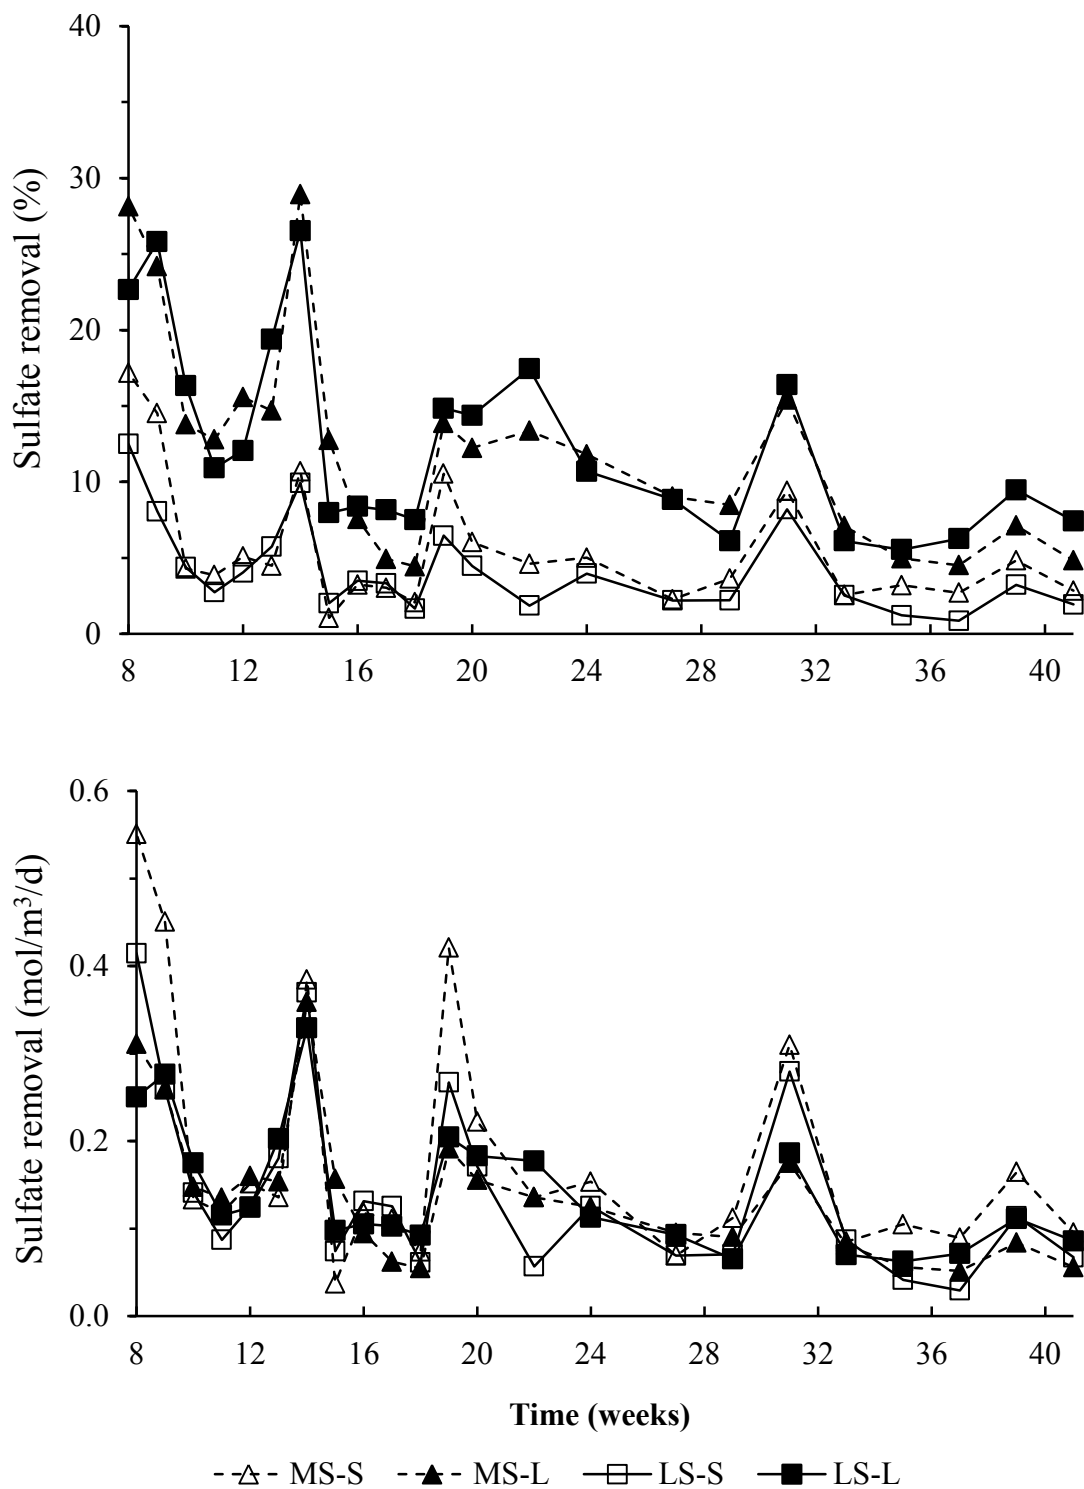 40
30
20
10
0
Sulfate removal (%)
8 12 16 20 24 28 32 36 40
0.6
0.4
0.2
0.0
Sulfate removal (mol/m³/d)
8 12 16 20 24 28 32 36 40
Time (weeks)
MS-S MS-L LS-S LS-L